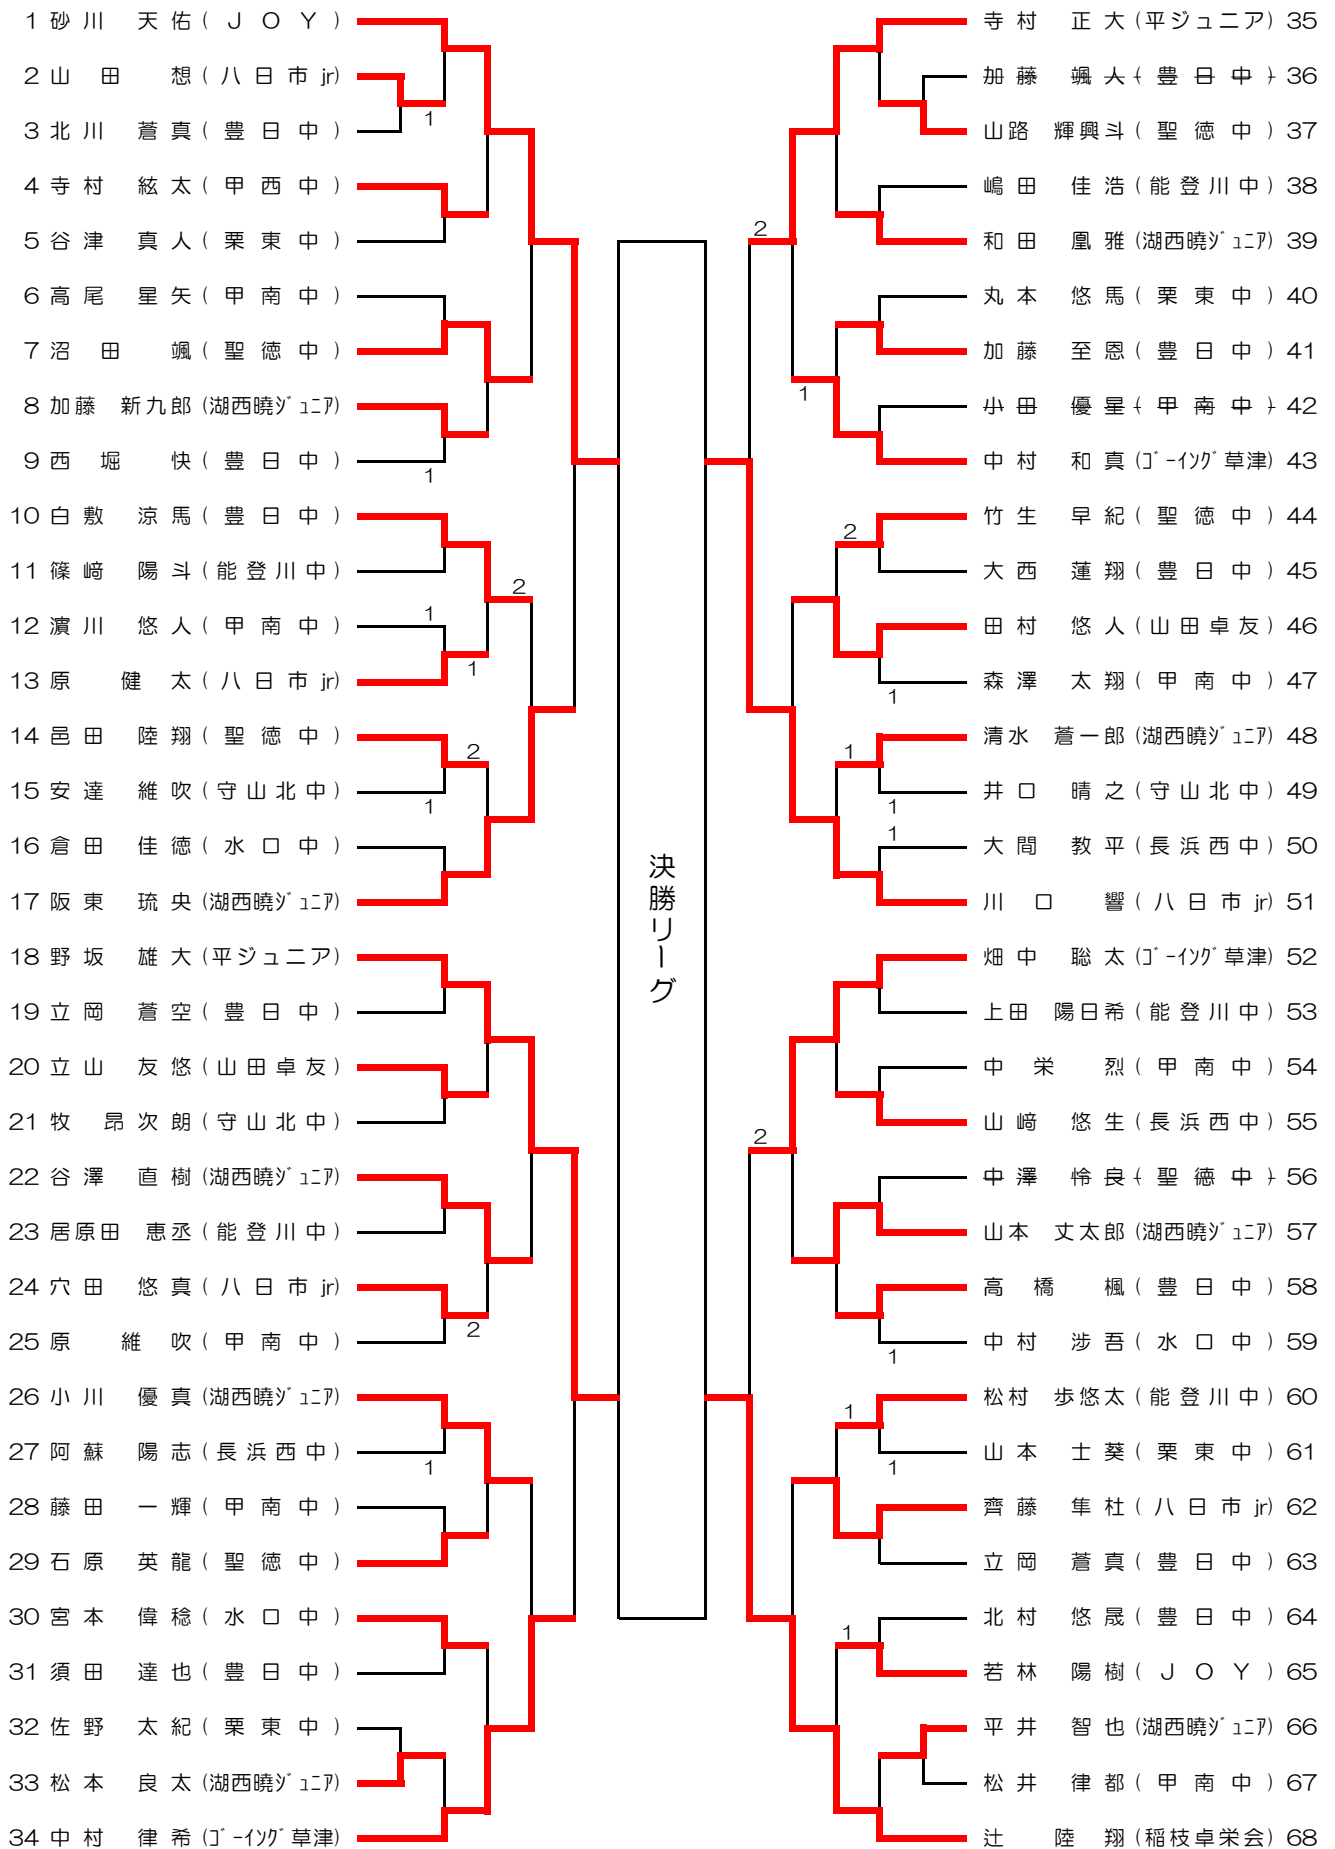 1 砂川 天佑 (JOY)
2 山田 想 (八日市jr)
1
3 北川 蒼真 (豊日中)
4 寺村 絃太 (甲西中)
5 谷津 真人 (栗東中)
6 高尾 星矢 (甲南中)
7 沼田 颯 (聖徳中)
8 加藤 新九郎 (湖西暁ジュニア)
9 西堀 快 (豊日中)
1
10 白敷 涼馬 (豊日中)
11 篠﨑 陽斗 (能登川中)
2
1
12 濵川 悠人 (甲南中)
1
13 原 健太 (八日市jr)
14 邑田 陸翔 (聖徳中)
2
15 安達 維吹 (守山北中)
1
16 倉田 佳徳 (水口中)
17 阪東 琉央 (湖西暁ジュニア)
18 野坂 雄大 (平ジュニア)
19 立岡 蒼空 (豊日中)
20 立山 友悠 (山田卓友)
21 牧 昂次朗 (守山北中)
22 谷澤 直樹 (湖西暁ジュニア)
23 居原田 恵丞 (能登川中)
24 穴田 悠真 (八日市jr)
2
25 原 維吹 (甲南中)
26 小川 優真 (湖西暁ジュニア)
27 阿蘇 陽志 (長浜西中)
1
28 藤田 一輝 (甲南中)
29 石原 英龍 (聖徳中)
30 宮本 偉稔 (水口中)
31 須田 達也 (豊日中)
32 佐野 太紀 (栗東中)
33 松本 良太 (湖西暁ジュニア)
34 中村 律希 (ゴーイング草津)
決勝リーグ
寺村 正大 (平ジュニア) 35
加藤 颯人 (豊日中) 36
山路 輝興斗 (聖徳中) 37
嶋田 佳浩 (能登川中) 38
2
和田 凰雅 (湖西暁ジュニア) 39
丸本 悠馬 (栗東中) 40
加藤 至恩 (豊日中) 41
1
小田 優星 (甲南中) 42
中村 和真 (ゴーイング草津) 43
竹生 早紀 (聖徳中) 44
2
大西 蓮翔 (豊日中) 45
田村 悠人 (山田卓友) 46
森澤 太翔 (甲南中) 47
1
清水 蒼一郎 (湖西暁ジュニア) 48
1
井口 晴之 (守山北中) 49
1
1
大間 教平 (長浜西中) 50
川口 響 (八日市jr) 51
畑中 聡太 (ゴーイング草津) 52
上田 陽日希 (能登川中) 53
中栄 烈 (甲南中) 54
山﨑 悠生 (長浜西中) 55
2
中澤 怜良 (聖徳中) 56
山本 丈太郎 (湖西暁ジュニア) 57
高橋 楓 (豊日中) 58
中村 渉吾 (水口中) 59
1
松村 歩悠太 (能登川中) 60
1
山本 士葵 (栗東中) 61
1
齊藤 隼杜 (八日市jr) 62
立岡 蒼真 (豊日中) 63
北村 悠晟 (豊日中) 64
1
若林 陽樹 (JOY) 65
平井 智也 (湖西暁ジュニア) 66
松井 律都 (甲南中) 67
辻 陸翔 (稲枝卓栄会) 68